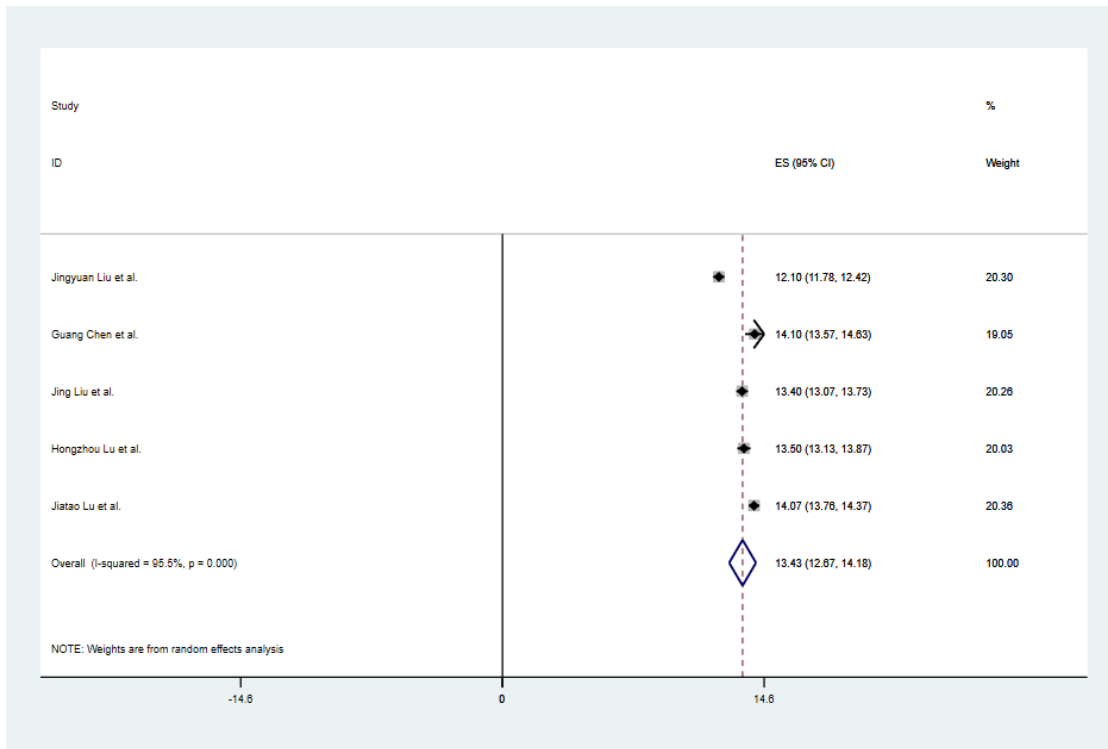 Study %
ID ES (95% CI) Weight
Jingyuan Liu et al. 12.10 (11.78, 12.42) 20.30
Guang Chen et al. 14.10 (13.57, 14.63) 19.05
Jing Liu et al. 13.40 (13.07, 13.73) 20.26
Hongzhou Lu et al. 13.50 (13.13, 13.87) 20.03
Jiatao Lu et al. 14.07 (13.76, 14.37) 20.36
Overall (I-squared = 95.5%, p = 0.000) 13.43 (12.67, 14.18) 100.00
NOTE: Weights are from random effects analysis
-14.6 0 14.6